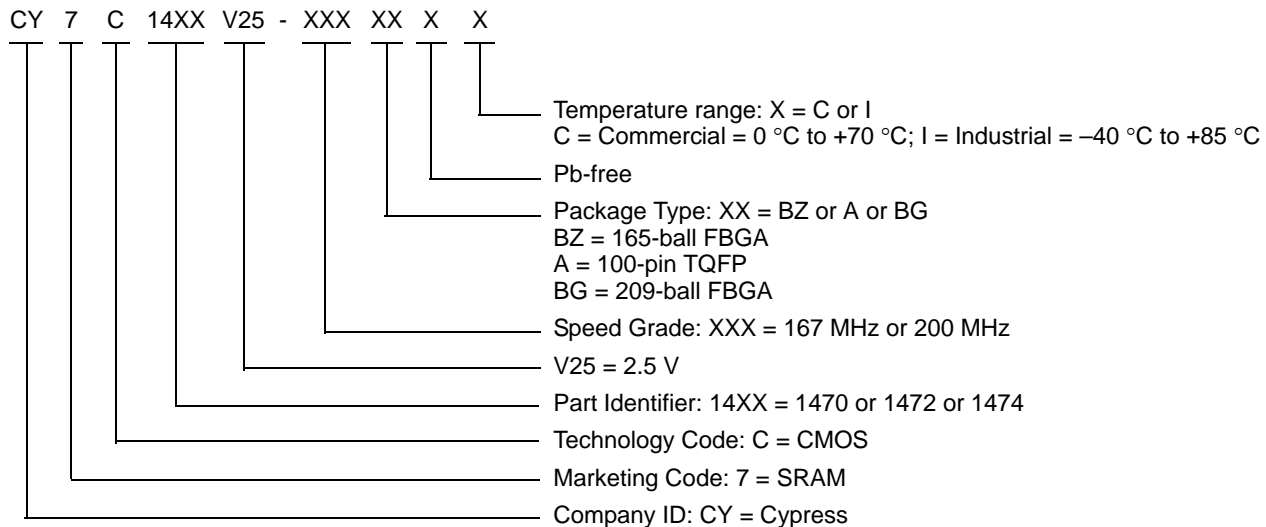 CY 7 C 14XX V25 - XXX XX X X
Temperature range: X = C or I
C = Commercial = 0 °C to +70 °C; I = Industrial = –40 °C to +85 °C
Pb-free
Package Type: XX = BZ or A or BG
BZ = 165-ball FBGA
A = 100-pin TQFP
BG = 209-ball FBGA
Speed Grade: XXX = 167 MHz or 200 MHz
V25 = 2.5 V
Part Identifier: 14XX = 1470 or 1472 or 1474
Technology Code: C = CMOS
Marketing Code: 7 = SRAM
Company ID: CY = Cypress